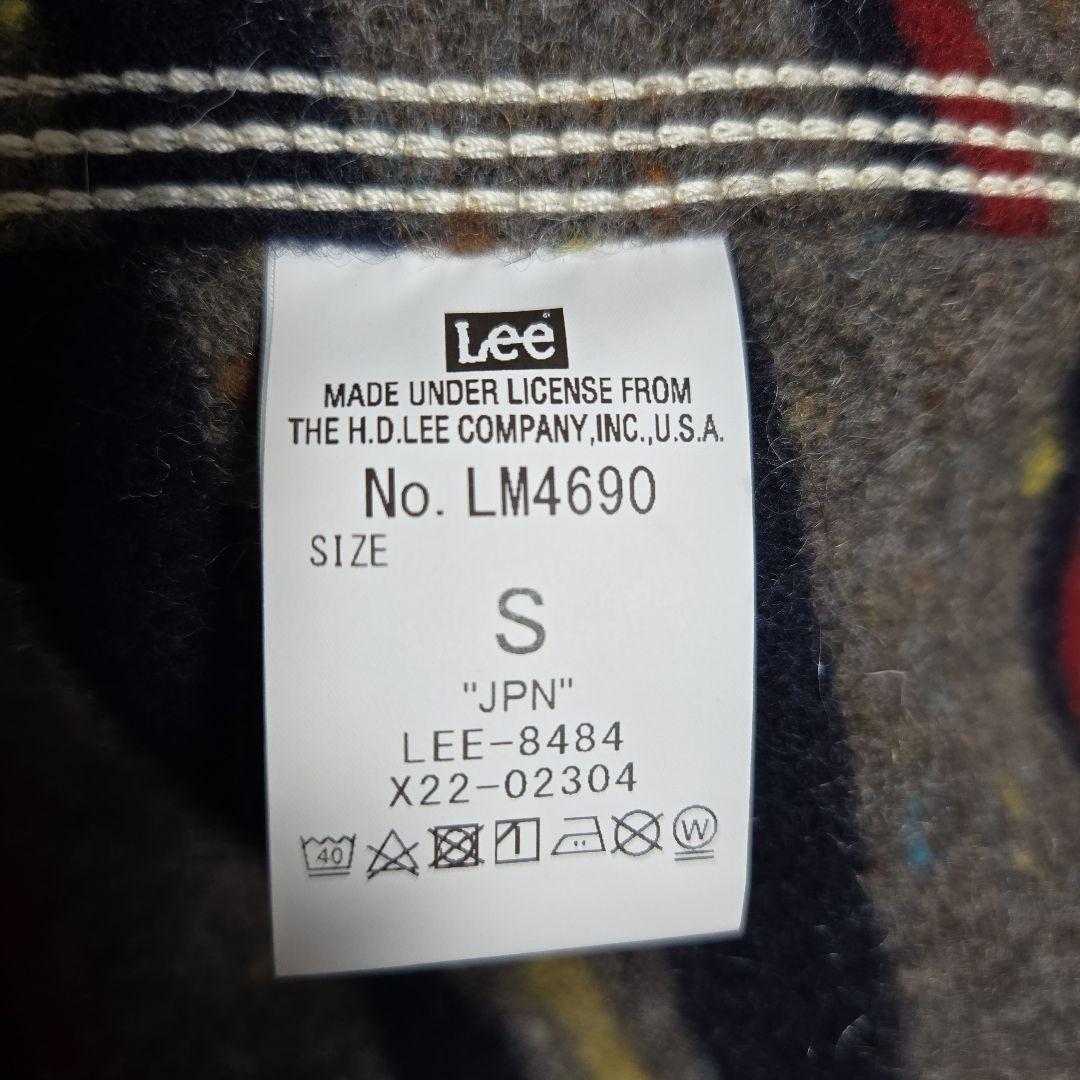 Lee
MADE UNDER LICENSE FROM
THE H.D.LEE COMPANY,INC.,U.S.A.
No. LM4690
SIZE
S
"JPN"
LEE-8484
X22-02304
40 W